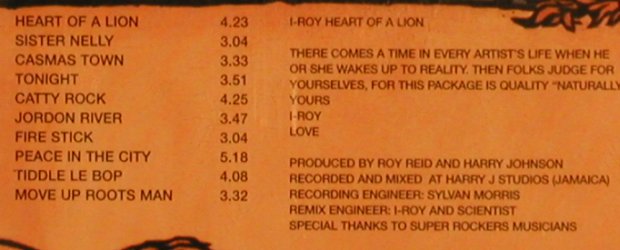 HEART OF A LION 4.23
SISTER NELLY 3.04
CASMAS TOWN 3.33
TONIGHT 3.51
CATTY ROCK 4.25
JORDON RIVER 3.47
FIRE STICK 3.04
PEACE IN THE CITY 5.18
TIDDLE LE BOP 4.08
MOVE UP ROOTS MAN 3.32
I-ROY HEART OF A LION
THERE COMES A TIME IN EVERY ARTIST'S LIFE WHEN HE
OR SHE WAKES UP TO REALITY. THEN FOLKS JUDGE FOR
YOURSELVES, FOR THIS PACKAGE IS QUALITY "NATURALLY
YOURS
I-ROY
LOVE
PRODUCED BY ROY REID AND HARRY JOHNSON
RECORDED AND MIXED AT HARRY J STUDIOS (JAMAICA)
RECORDING ENGINEER: SYLVAN MORRIS
REMIX ENGINEER: I-ROY AND SCIENTIST
SPECIAL THANKS TO SUPER ROCKERS MUSICIANS